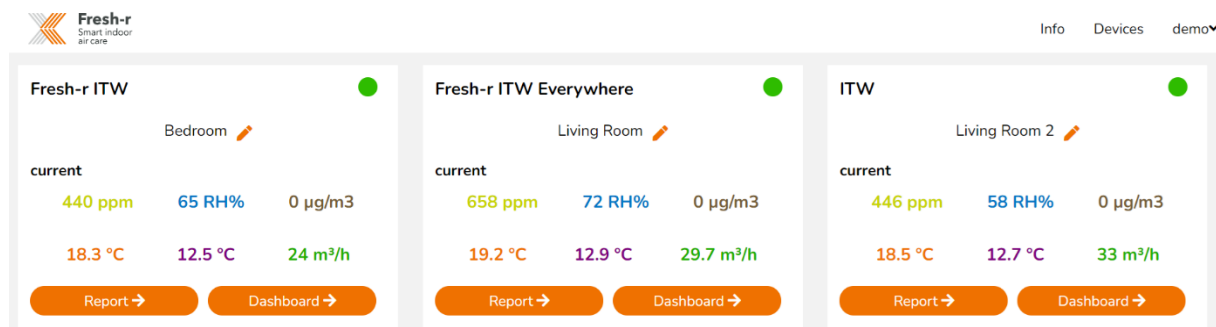 Fresh-r
Smart indoor
air care
Info Devices demo
Fresh-r ITW
Bedroom
current
440 ppm 65 RH% 0 µg/m3
18.3 °C 12.5 °C 24 m³/h
Report Dashboard
Fresh-r ITW Everywhere
Living Room
current
658 ppm 72 RH% 0 µg/m3
19.2 °C 12.9 °C 29.7 m³/h
Report Dashboard
ITW
Living Room 2
current
446 ppm 58 RH% 0 µg/m3
18.5 °C 12.7 °C 33 m³/h
Report Dashboard